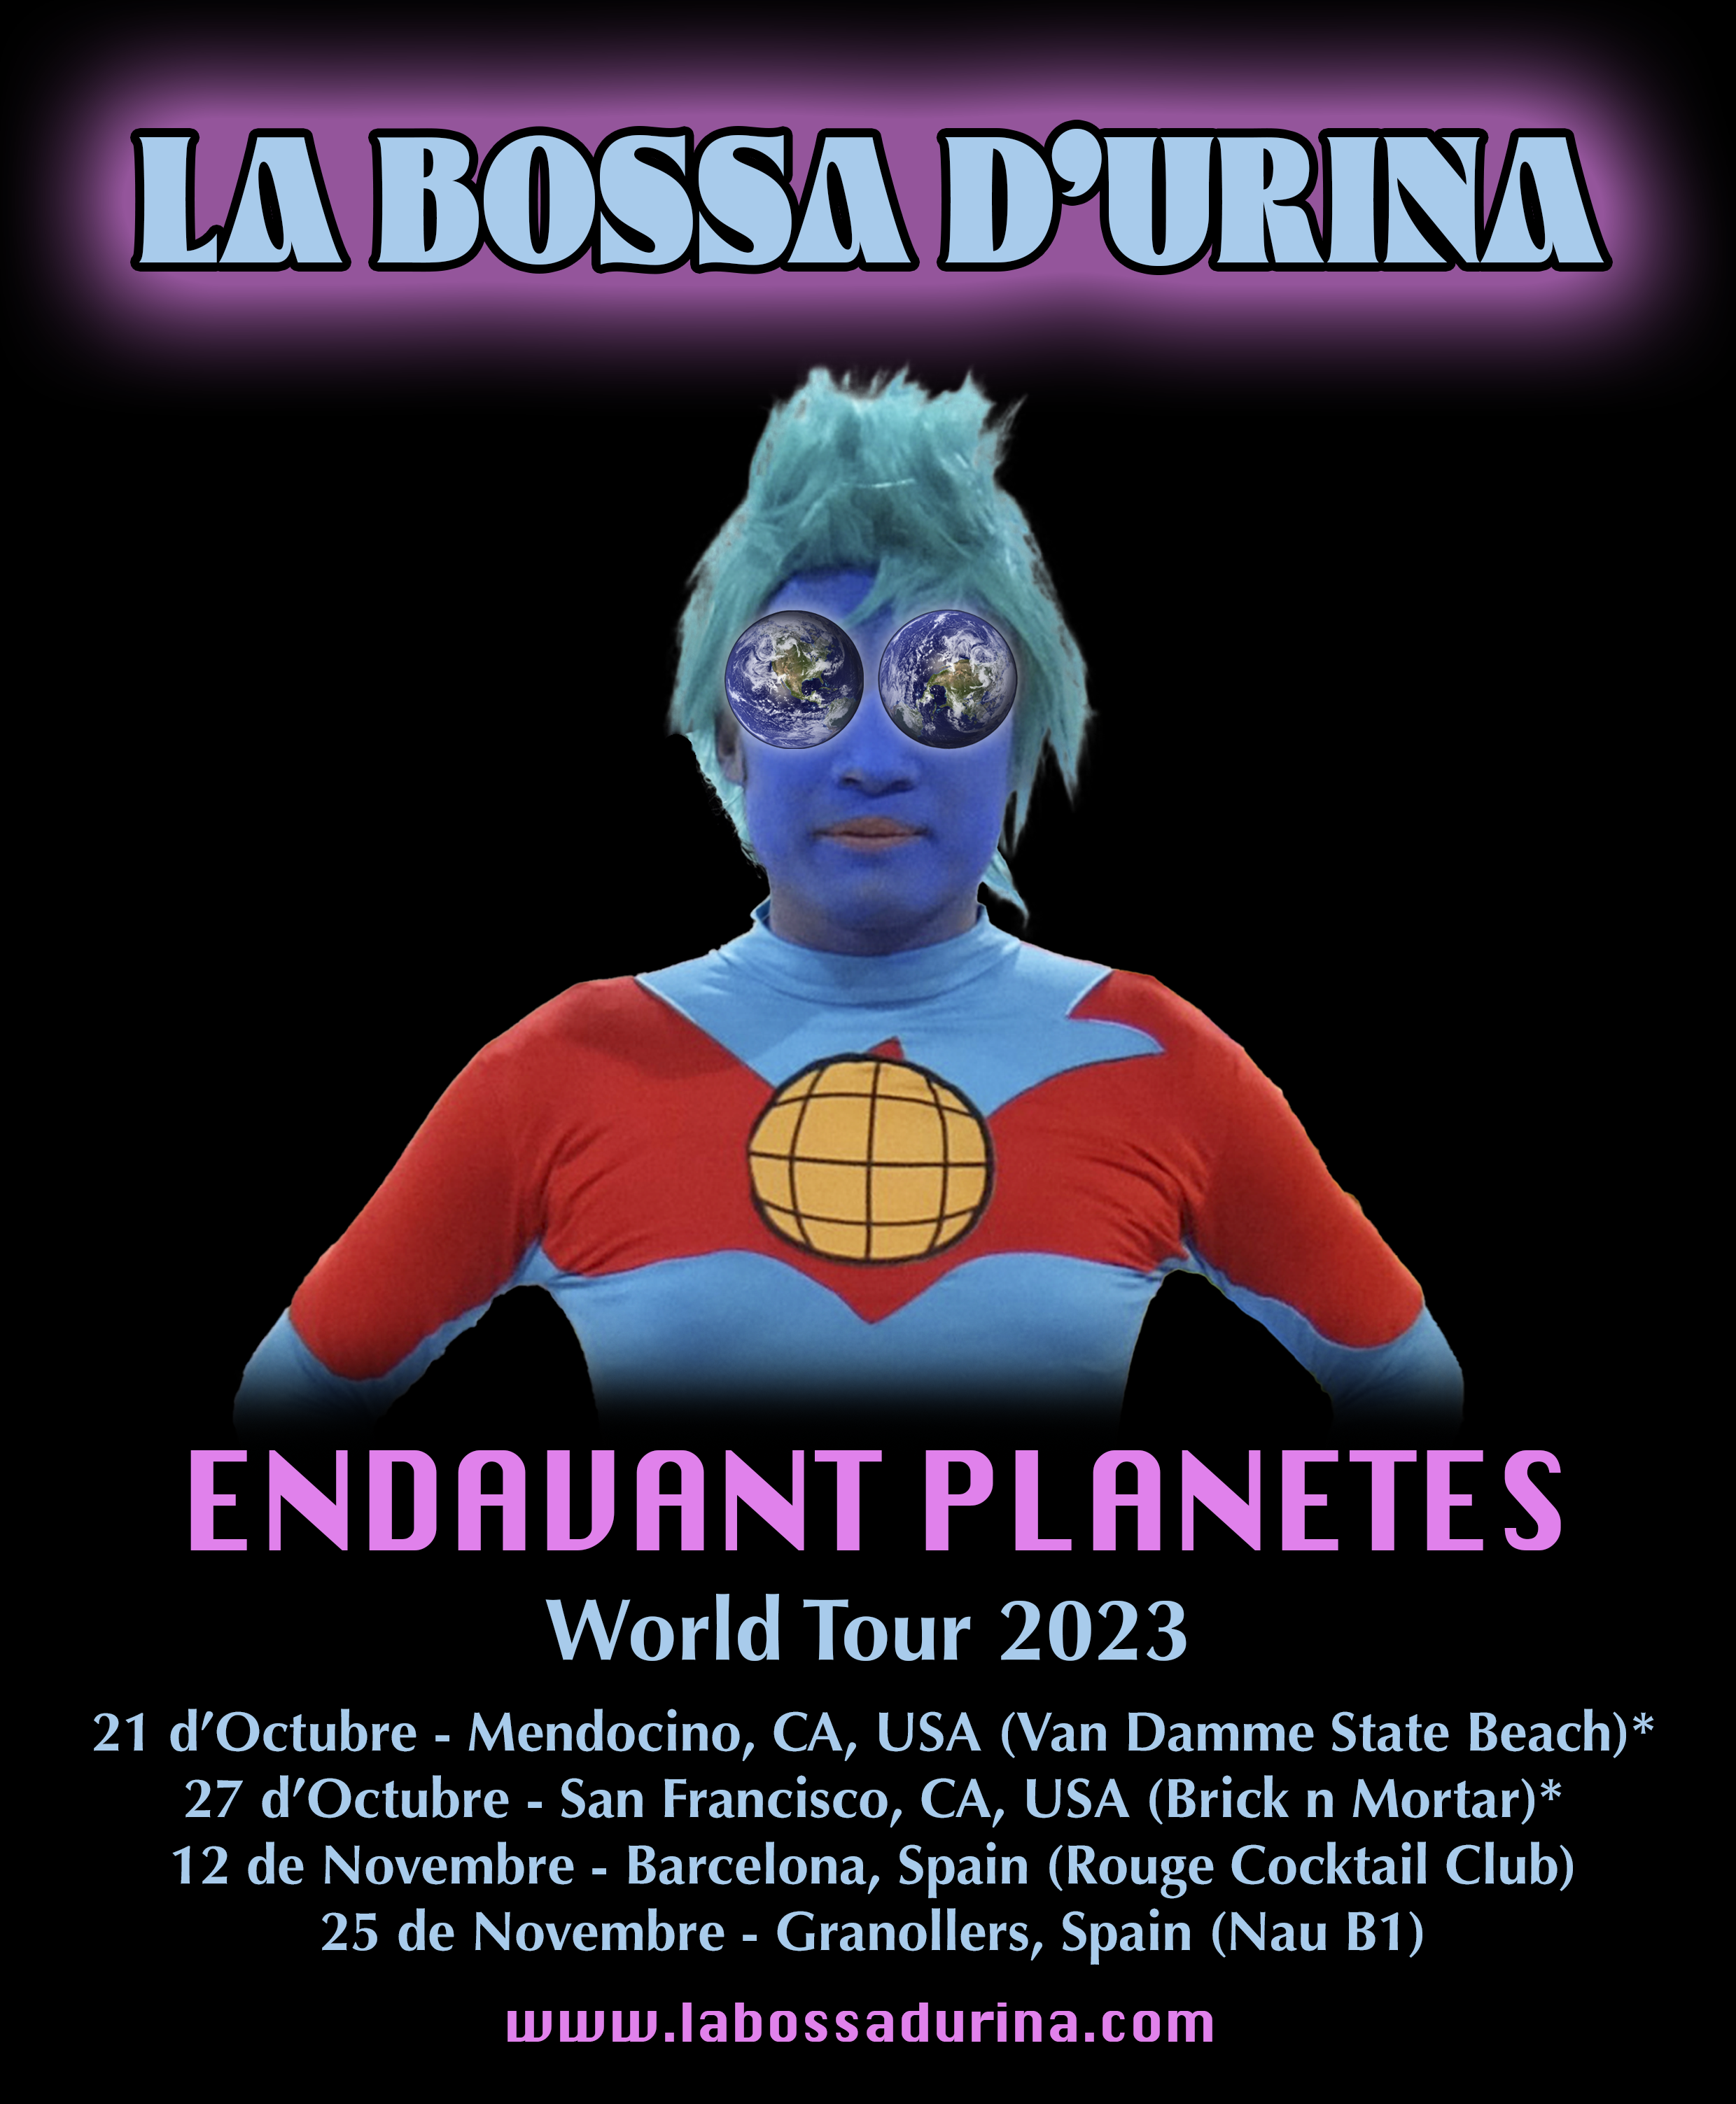 LA BOSSA D’URINA
ENDAVANT PLANETES
World Tour 2023
21 d’Octubre - Mendocino, CA, USA (Van Damme State Beach)*
27 d’Octubre - San Francisco, CA, USA (Brick n Mortar)*
12 de Novembre - Barcelona, Spain (Rouge Cocktail Club)
25 de Novembre - Granollers, Spain (Nau B1)
www.labossadurina.com